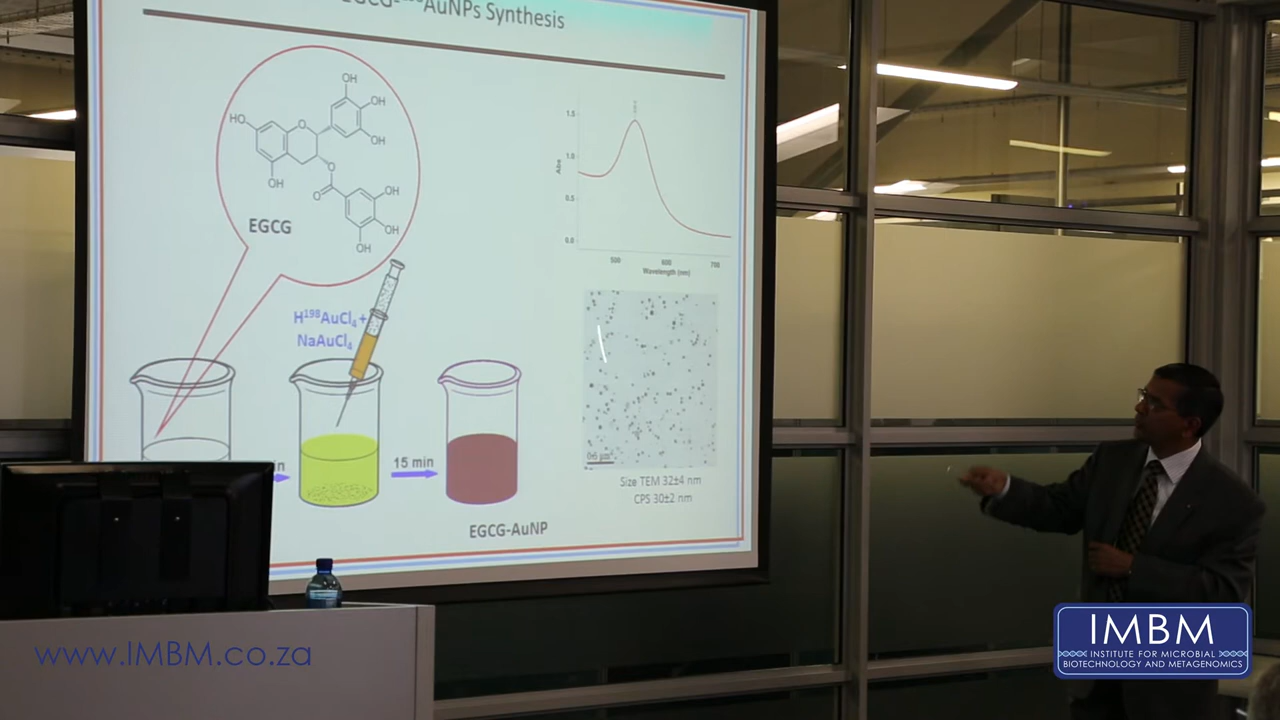 AuNPs Synthesis
OH
OH
HO
O
OH
O
OH
O
OH
OH
OH
EGCG
H¹⁹⁸AuCl₄+
NaAuCl₄
15 min
EGCG-AuNP
1.5
1.0
0.5
0.0
Abs
500
600
700
Wavelength (nm)
Size TEM 32±4 nm
CPS 30±2 nm
www.IMBM.co.za
IMBM
INSTITUTE FOR MICROBIAL
BIOTECHNOLOGY AND METAGENOMICS